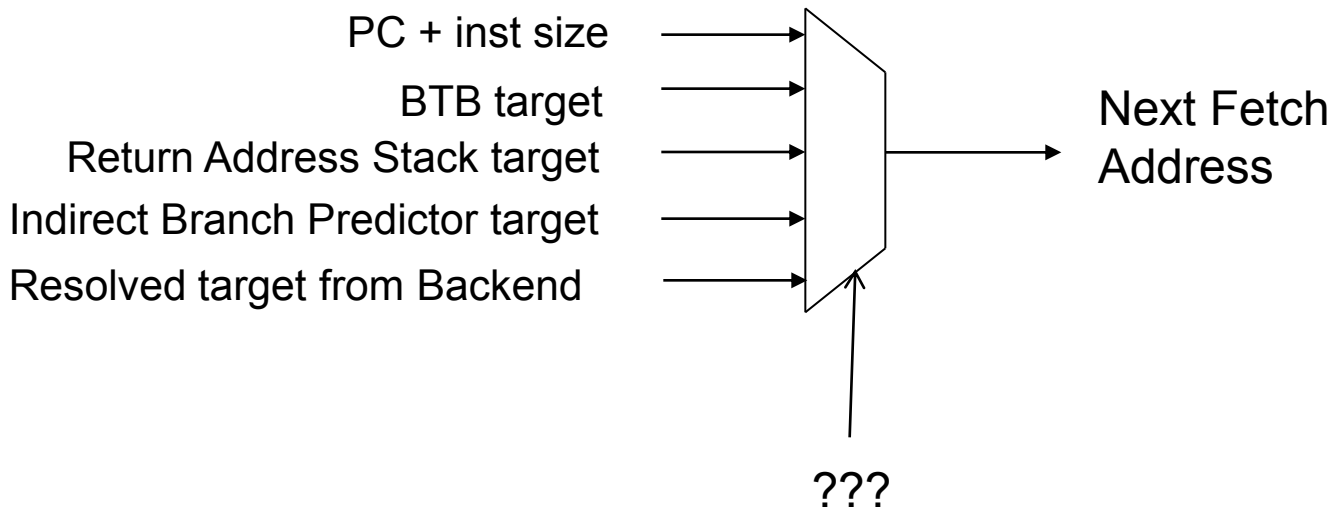 PC + inst size
BTB target
Return Address Stack target
Indirect Branch Predictor target
Resolved target from Backend
Next Fetch
Address
???